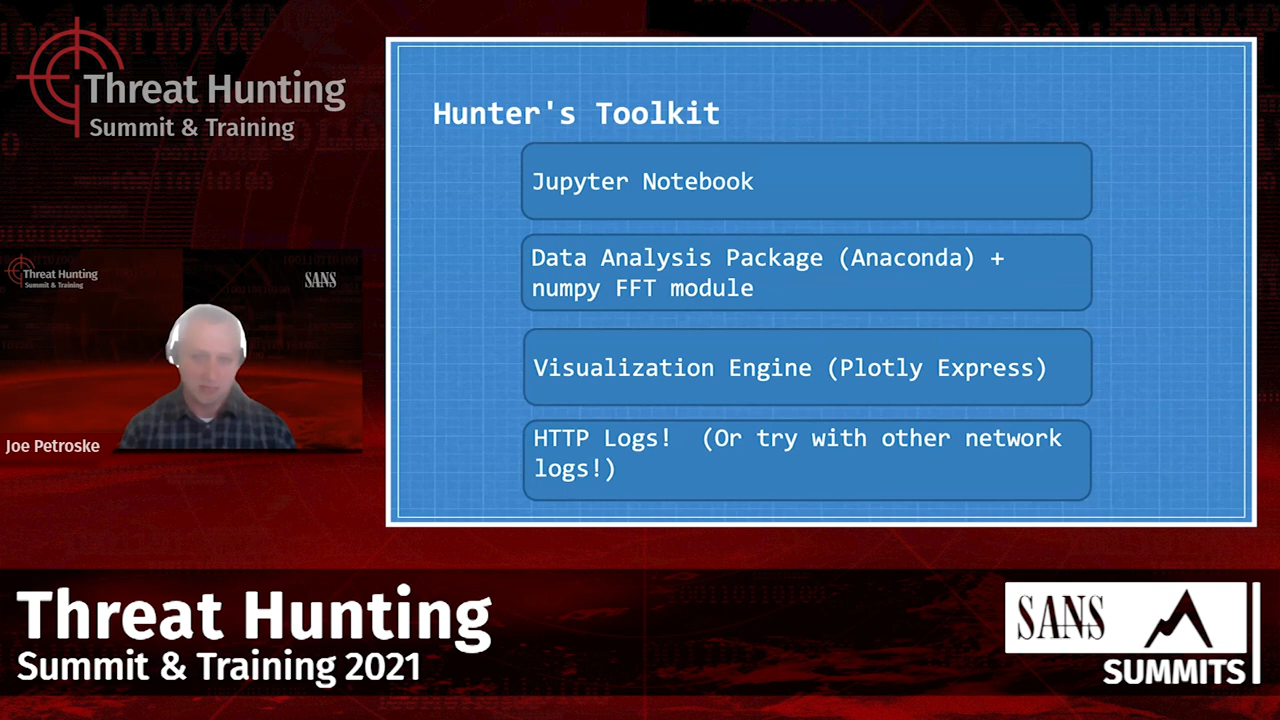 Threat Hunting
Summit & Training
Hunter's Toolkit
Jupyter Notebook
Data Analysis Package (Anaconda) +
numpy FFT module
Visualization Engine (Plotly Express)
HTTP Logs!  (Or try with other network
logs!)
Threat Hunting
Summit & Training
SANS
Joe Petroske
Threat Hunting
Summit & Training 2021
SANS
SUMMITS